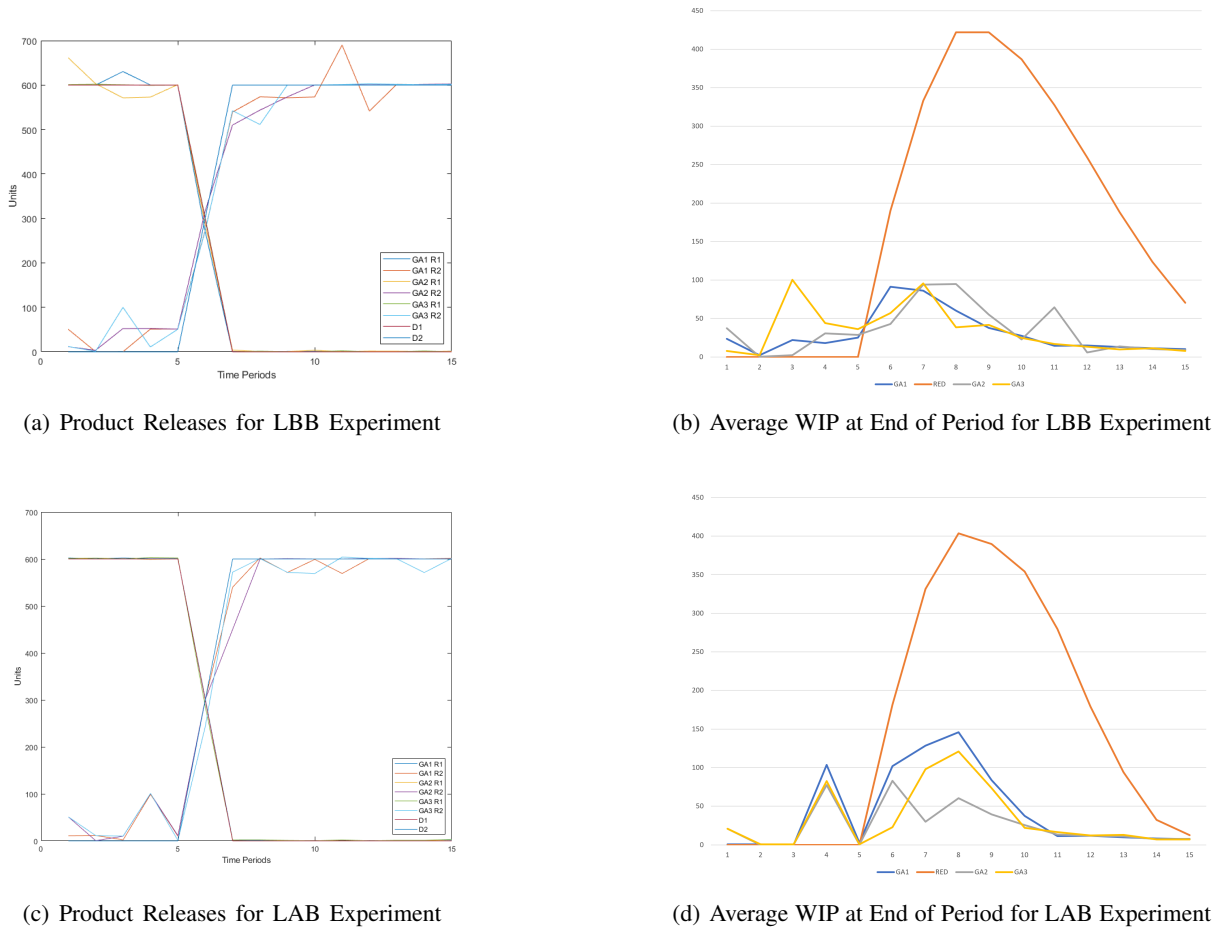 700
600
500
400
300
200
100
0
Units
0 5 10 15
Time Periods
GA1 R1
GA1 R2
GA2 R1
GA2 R2
GA3 R1
GA3 R2
D1
D2
(a) Product Releases for LBB Experiment
450
400
350
300
250
200
150
100
50
0
1 2 3 4 5 6 7 8 9 10 11 12 13 14 15
GA1 RED GA2 GA3
(b) Average WIP at End of Period for LBB Experiment
700
600
500
400
300
200
100
0
Units
0 5 10 15
Time Periods
GA1 R1
GA1 R2
GA2 R1
GA2 R2
GA3 R1
GA3 R2
D1
D2
(c) Product Releases for LAB Experiment
450
400
350
300
250
200
150
100
50
0
1 2 3 4 5 6 7 8 9 10 11 12 13 14 15
GA1 RED GA2 GA3
(d) Average WIP at End of Period for LAB Experiment